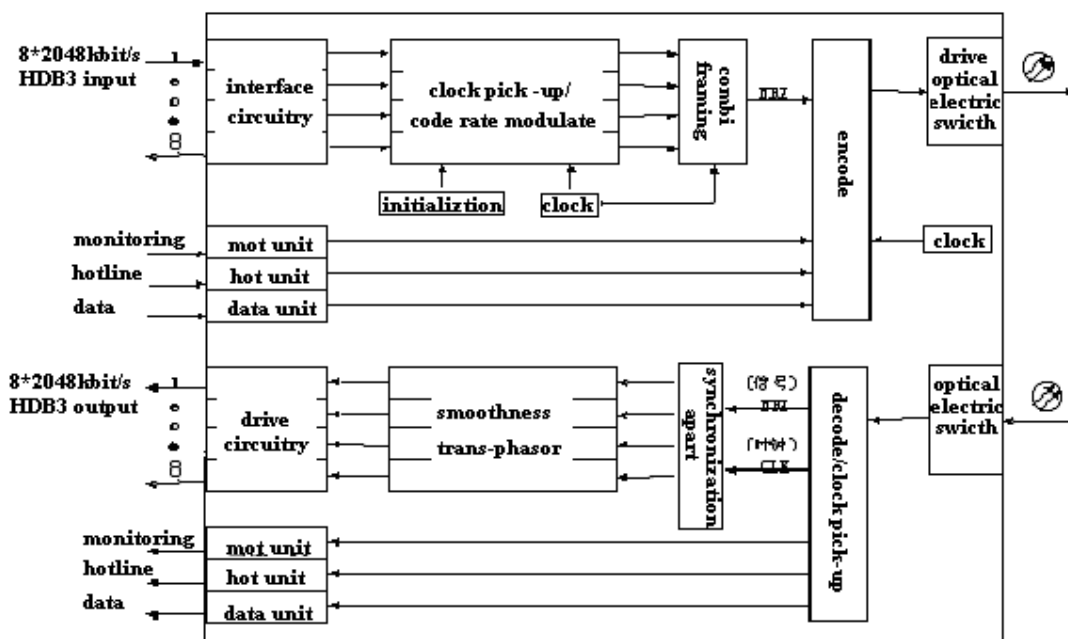 8*2048kbit/s
HDB3 input
1
8
interface
circuitry
clock pick -up/
code rate modulate
combi
framing
encode
drive
optical
electric
swicth
initializtion
clock
clock
monitoring
hotline
data
mot unit
hot unit
data unit
8*2048kbit/s
HDB3 output
1
8
drive
circuitry
smoothness
trans-phasor
synchronization
apart
CLK
decode/clock pick-up
optical
electric
swicth
monitoring
hotline
data
mot unit
hot unit
data unit